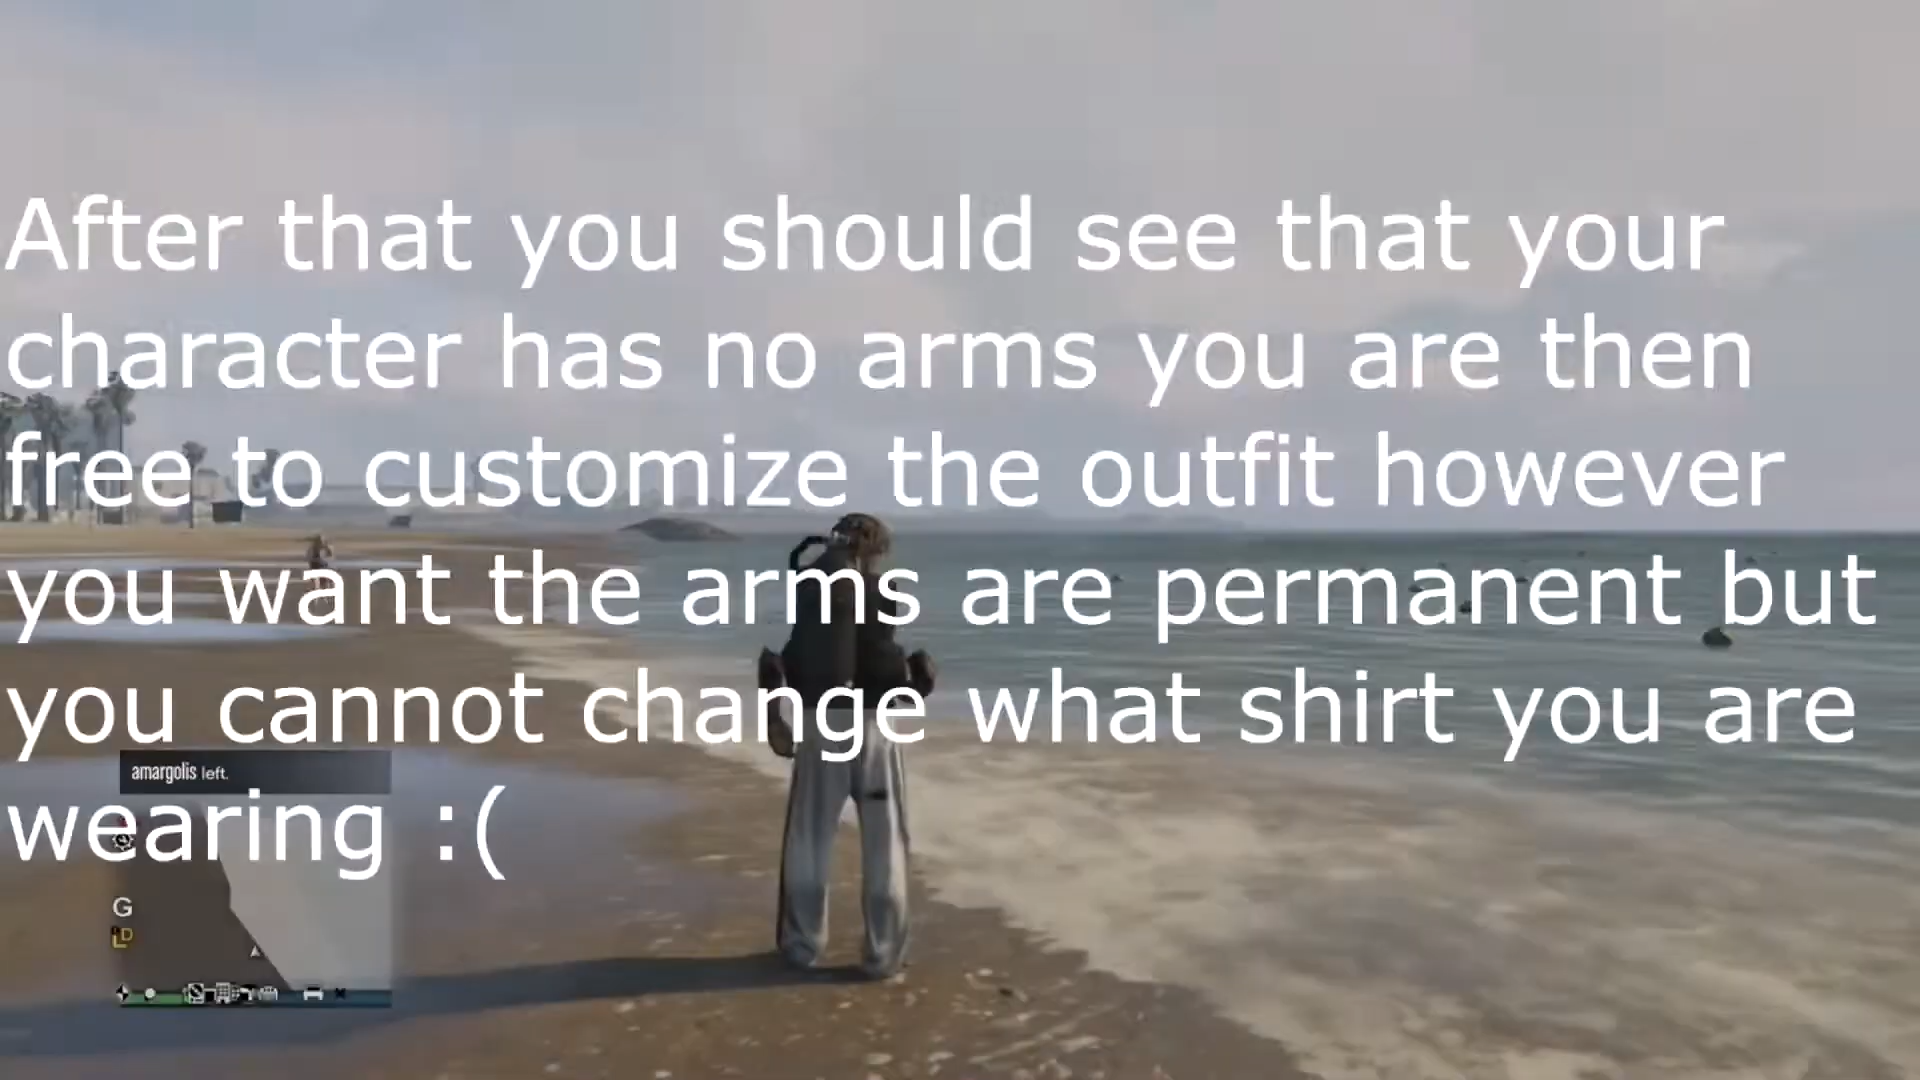 After that you should see that your
character has no arms you are then
free to customize the outfit however
you want the arms are permanent but
you cannot change what shirt you are
wearing :(
amargolis left.
G
LD